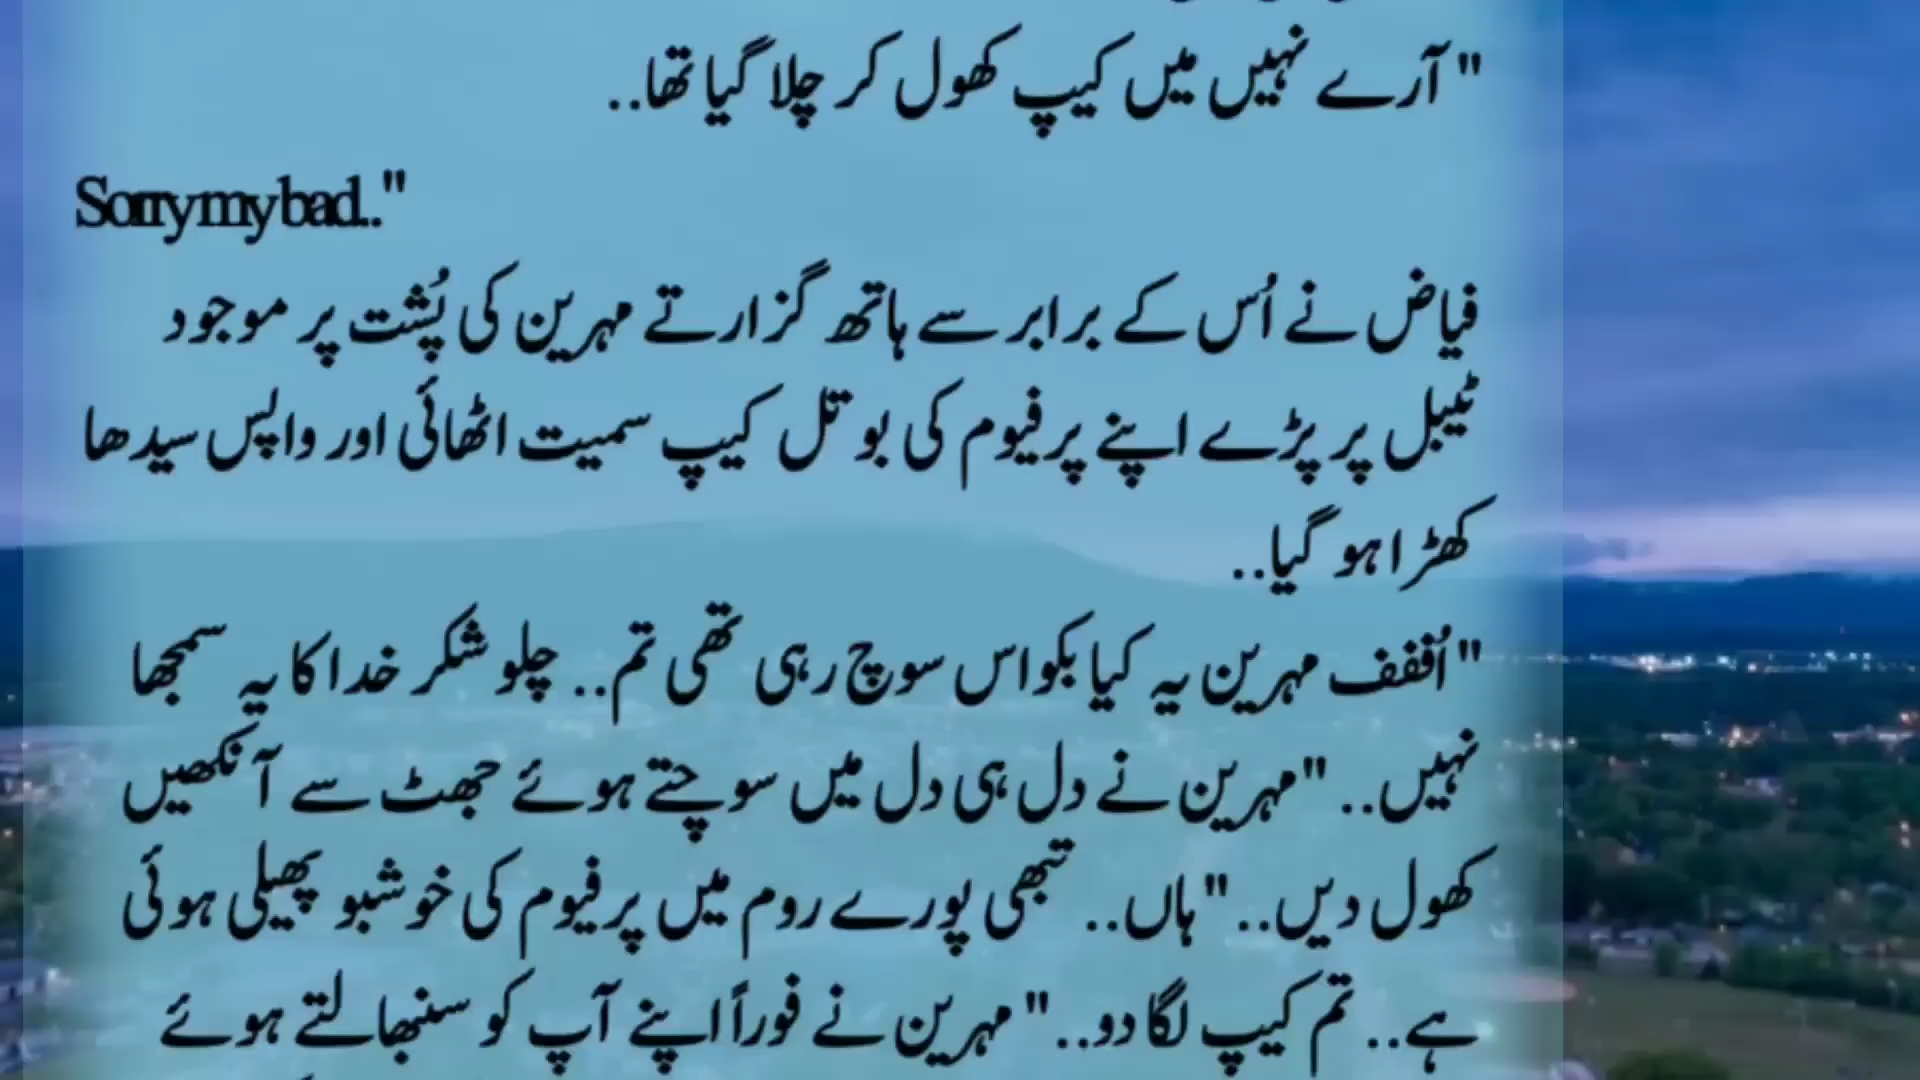 " آرے نہیں میں کیپ کھول کر چلا گیا تھا..
Sorry my bad.."
فیاض نے اُس کے برابر سے ہاتھ گزارتے مہرین کی پُشت پر موجود
ٹیبل پر پڑے اپنے پرفیوم کی بوتل کیپ سمیت اٹھائی اور واپس سیدھا
کھڑا ہو گیا..
" اُففف مہرین یہ کیا بکواس سوچ رہی تھی تم.. چلو شکر خدا کا یہ سمجھا
نہیں.. "مہرین نے دل ہی دل میں سوچتے ہوئے جھٹ سے آنکھیں
کھول دیں.. "ہاں.. تبھی پورے روم میں پرفیوم کی خوشبو پھیلی ہوئی
ہے.. تم کیپ لگا دو.. " مہرین نے فوراً اپنے آپ کو سنبھالتے ہوئے